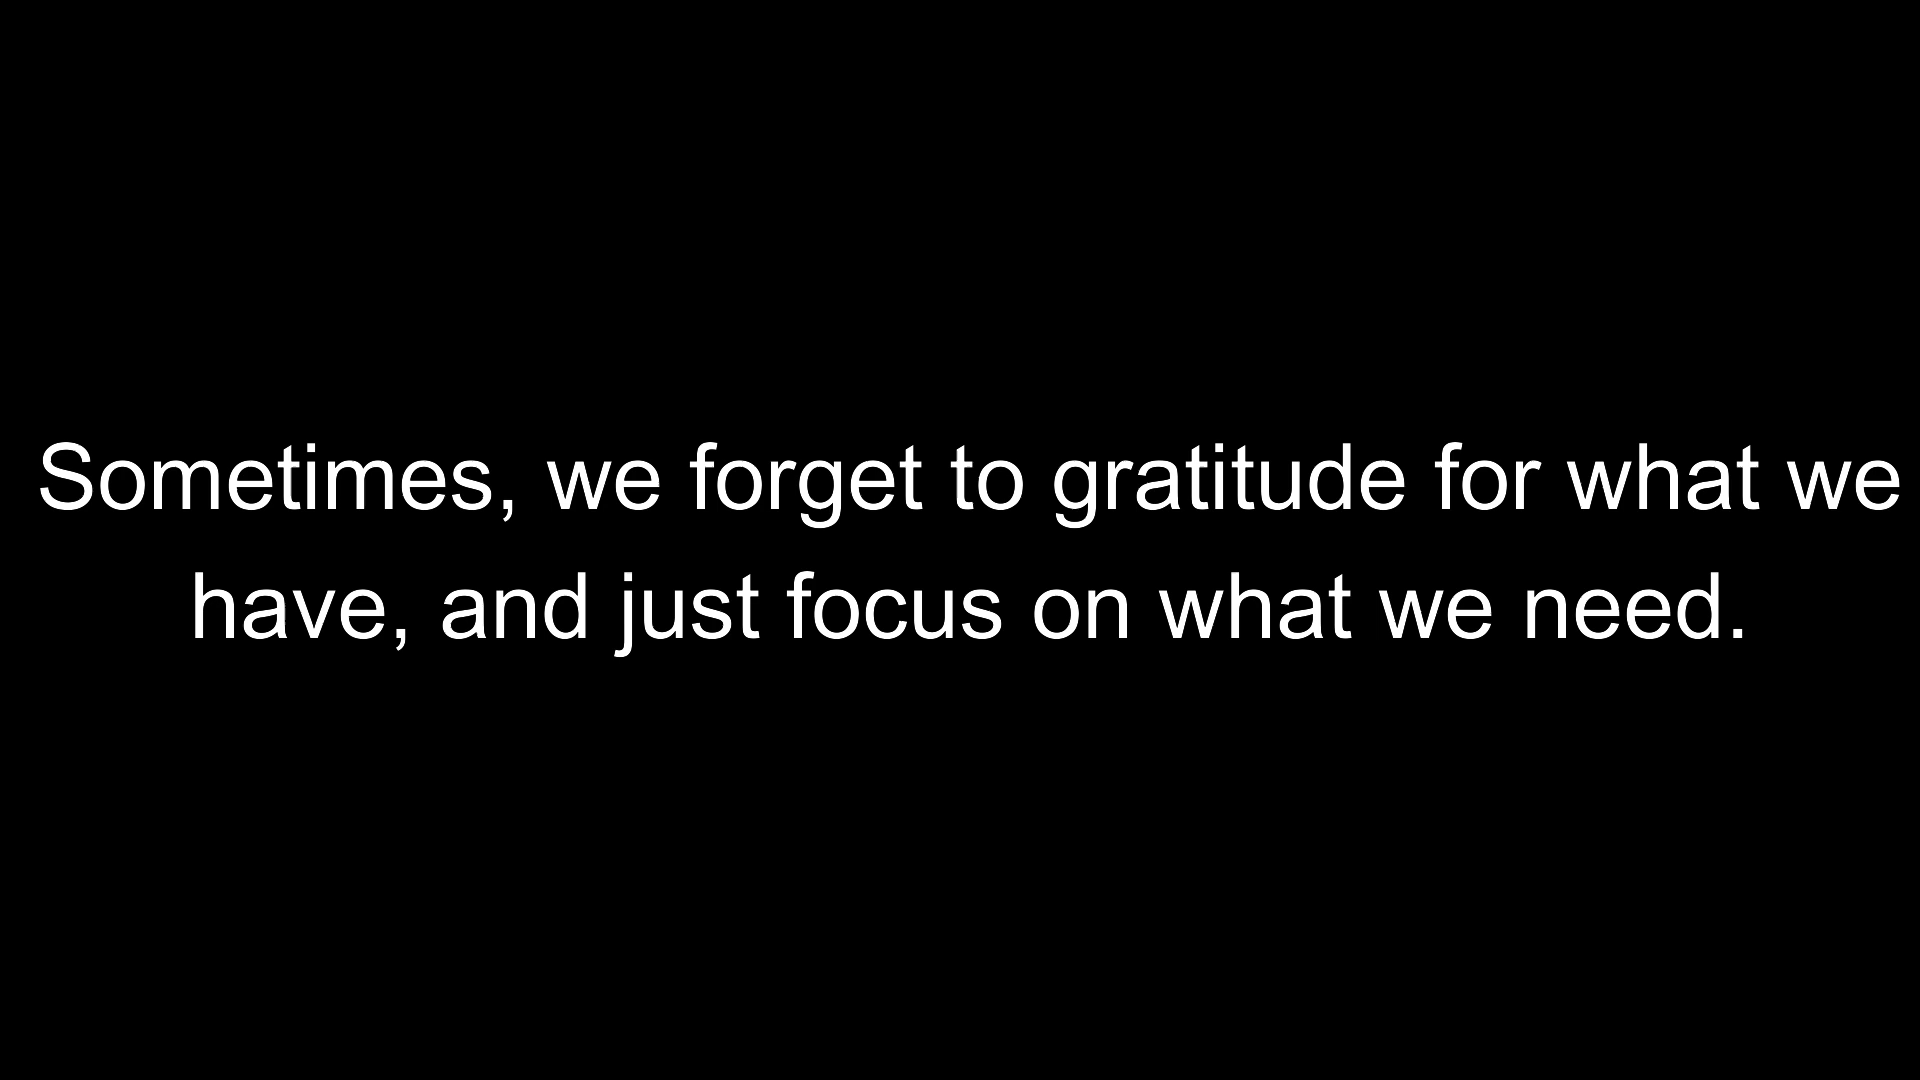 Sometimes, we forget to gratitude for what we
have, and just focus on what we need.